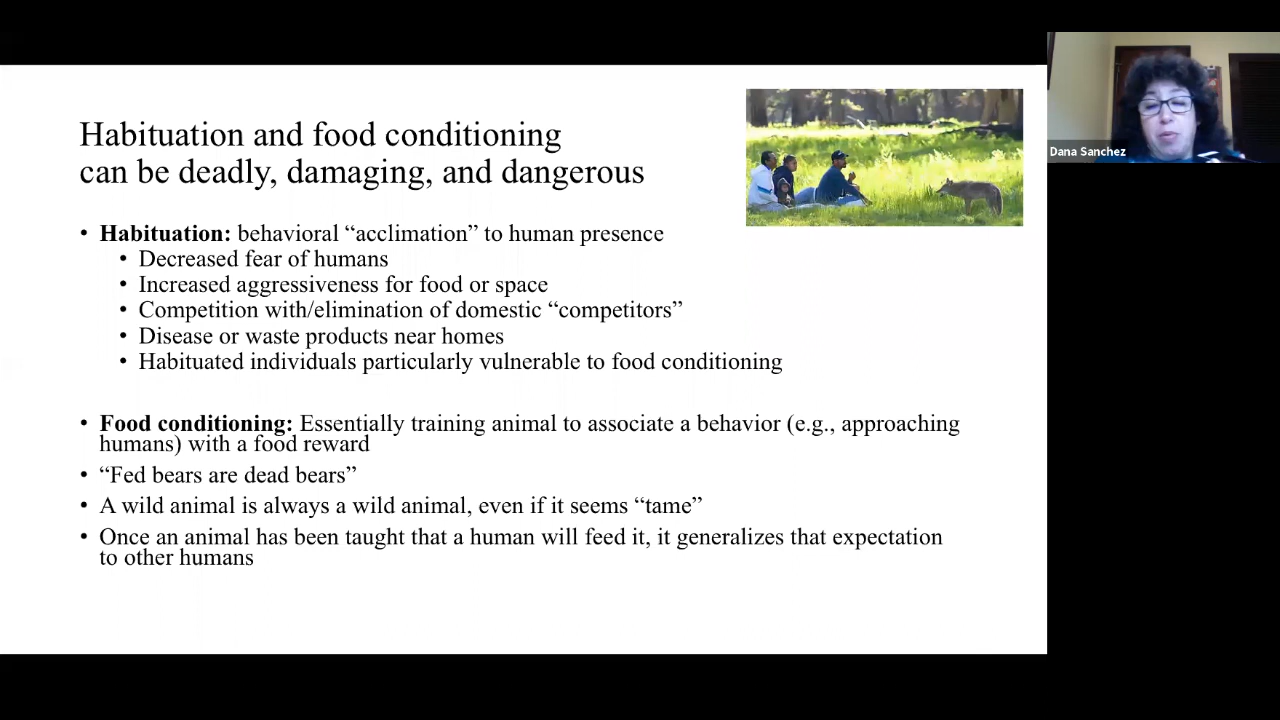 Habituation and food conditioning
can be deadly, damaging, and dangerous
• Habituation: behavioral “acclimation” to human presence
• Decreased fear of humans
• Increased aggressiveness for food or space
• Competition with/elimination of domestic “competitors”
• Disease or waste products near homes
• Habituated individuals particularly vulnerable to food conditioning
• Food conditioning: Essentially training animal to associate a behavior (e.g., approaching
humans) with a food reward
• “Fed bears are dead bears”
• A wild animal is always a wild animal, even if it seems “tame”
• Once an animal has been taught that a human will feed it, it generalizes that expectation
to other humans
Dana Sanchez